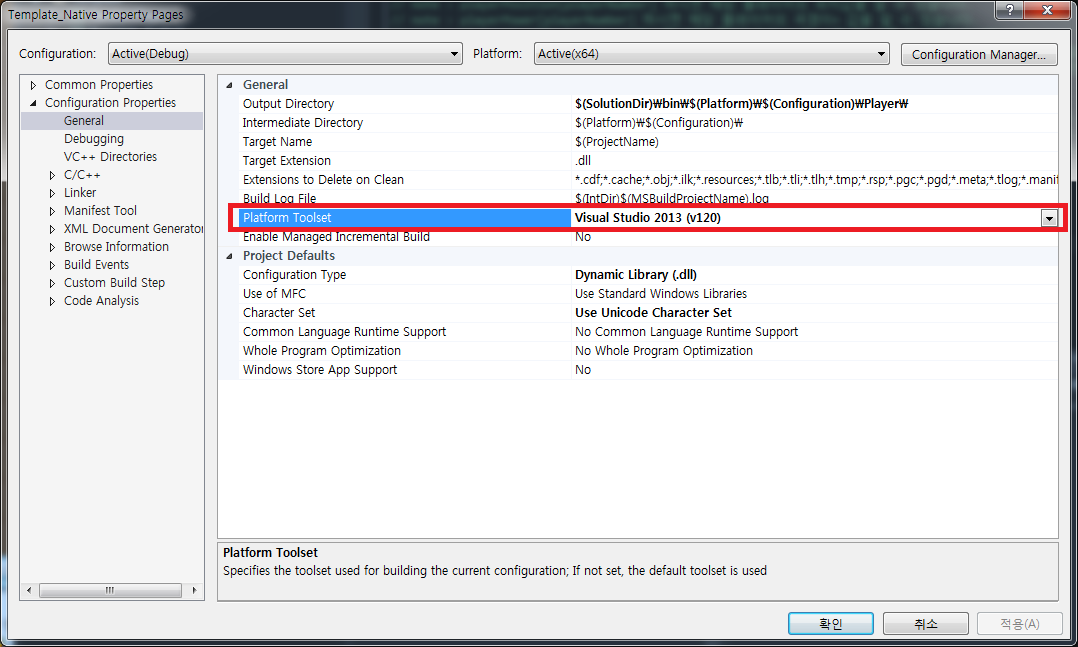 Template_Native Property Pages
Configuration: Active(Debug) Platform: Active(x64) Configuration Manager...
Common Properties
Configuration Properties
General
Debugging
VC++ Directories
C/C++
Linker
Manifest Tool
XML Document Generator
Browse Information
Build Events
Custom Build Step
Code Analysis
General
Output Directory $(SolutionDir)₩bin₩$(Platform)₩$(Configuration)₩Player₩
Intermediate Directory $(Platform)₩$(Configuration)₩
Target Name $(ProjectName)
Target Extension .dll
Extensions to Delete on Clean *.cdf;*.cache;*.obj;*.ilk;*.resources;*.tlb;*.tli;*.tlh;*.tmp;*.rsp;*.pgc;*.pgd;*.meta;*.tlog;*.manif
Build Log File $(IntDir)$(MSBuildProjectName).log
Platform Toolset Visual Studio 2013 (v120)
Enable Managed Incremental Build No
Project Defaults
Configuration Type Dynamic Library (.dll)
Use of MFC Use Standard Windows Libraries
Character Set Use Unicode Character Set
Common Language Runtime Support No Common Language Runtime Support
Whole Program Optimization No Whole Program Optimization
Windows Store App Support No
Platform Toolset
Specifies the toolset used for building the current configuration; If not set, the default toolset is used
확인 취소 적용(A)